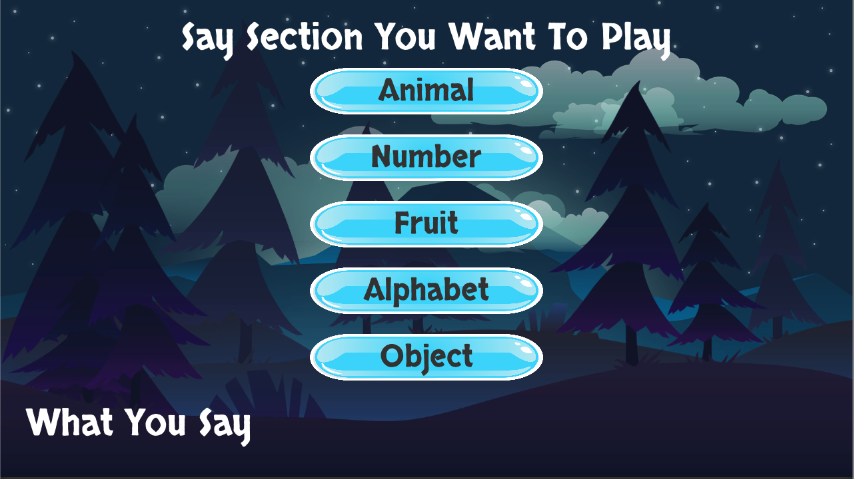 Say Section You Want To Play
Animal
Number
Fruit
Alphabet
Object
What You Say